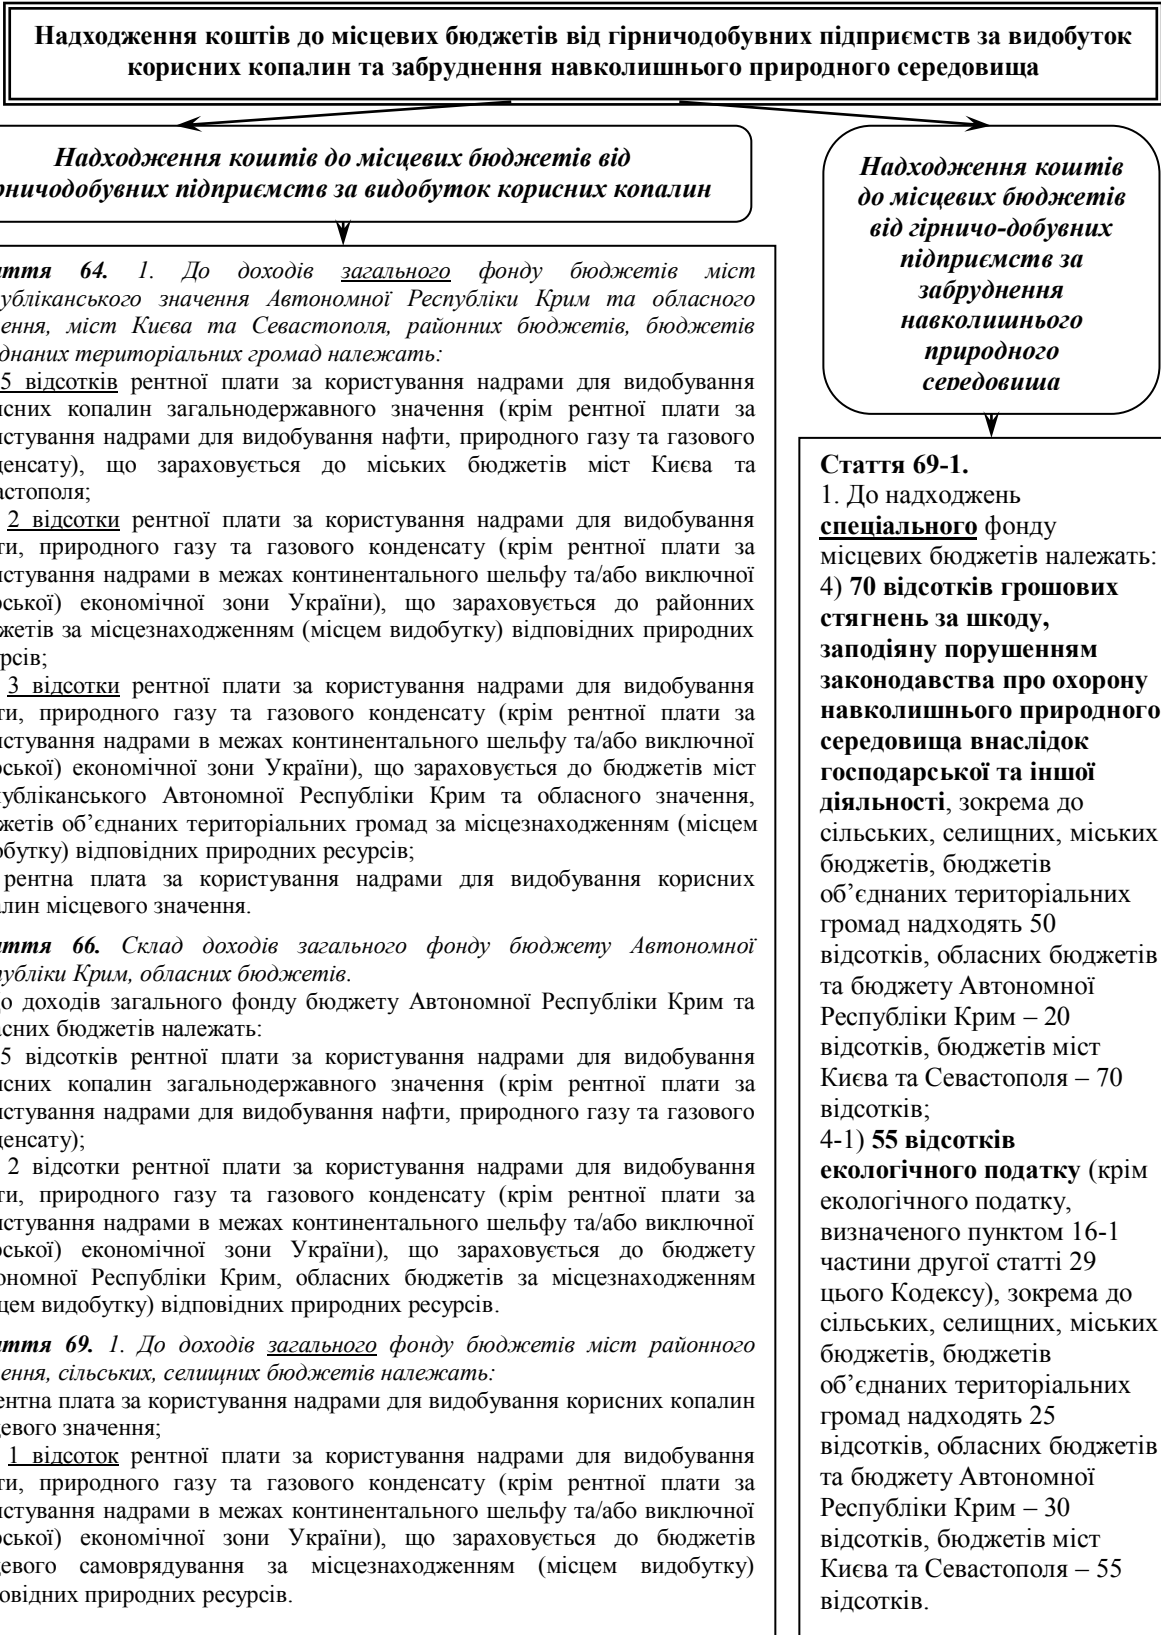 Надходження коштів до місцевих бюджетів від гірничодобувних підприємств за видобуток
корисних копалин та забруднення навколишнього природного середовища
Надходження коштів до місцевих бюджетів від
рничодобувних підприємств за видобуток корисних копалин
аття 64. 1. До доходів загального фонду бюджетів міст
убліканського значення Автономної Республіки Крим та обласного
ення, міст Києва та Севастополя, районних бюджетів, бюджетів
днаних територіальних громад належать:
5 відсотків рентної плати за користування надрами для видобування
исних копалин загальнодержавного значення (крім рентної плати за
истування надрами для видобування нафти, природного газу та газового
денсату), що зараховується до міських бюджетів міст Києва та
астополя;
2 відсотки рентної плати за користування надрами для видобування
ти, природного газу та газового конденсату (крім рентної плати за
истування надрами в межах континентального шельфу та/або виключної
рської) економічної зони України), що зараховується до районних
жетів за місцезнаходженням (місцем видобутку) відповідних природних
рсів;
3 відсотки рентної плати за користування надрами для видобування
ти, природного газу та газового конденсату (крім рентної плати за
истування надрами в межах континентального шельфу та/або виключної
рської) економічної зони України), що зараховується до бюджетів міст
публіканського Автономної Республіки Крим та обласного значення,
жетів об’єднаних територіальних громад за місцезнаходженням (місцем
обутку) відповідних природних ресурсів;
рентна плата за користування надрами для видобування корисних
алин місцевого значення.
аття 66. Склад доходів загального фонду бюджету Автономної
публіки Крим, обласних бюджетів.
о доходів загального фонду бюджету Автономної Республіки Крим та
асних бюджетів належать:
5 відсотків рентної плати за користування надрами для видобування
исних копалин загальнодержавного значення (крім рентної плати за
истування надрами для видобування нафти, природного газу та газового
денсату);
2 відсотки рентної плати за користування надрами для видобування
ти, природного газу та газового конденсату (крім рентної плати за
истування надрами в межах континентального шельфу та/або виключної
рської) економічної зони України), що зараховується до бюджету
ономної Республіки Крим, обласних бюджетів за місцезнаходженням
цем видобутку) відповідних природних ресурсів.
аття 69. 1. До доходів загального фонду бюджетів міст районного
ення, сільських, селищних бюджетів належать:
ентна плата за користування надрами для видобування корисних копалин
цевого значення;
1 відсоток рентної плати за користування надрами для видобування
ти, природного газу та газового конденсату (крім рентної плати за
истування надрами в межах континентального шельфу та/або виключної
рської) економічної зони України), що зараховується до бюджетів
цевого самоврядування за місцезнаходженням (місцем видобутку)
овідних природних ресурсів.
Надходження коштів
до місцевих бюджетів
від гірничо-добувних
підприємств за
забруднення
навколишнього
природного
середовища
Стаття 69-1.
1. До надходжень
спеціального фонду
місцевих бюджетів належать:
4) 70 відсотків грошових
стягнень за шкоду,
заподіяну порушенням
законодавства про охорону
навколишнього природного
середовища внаслідок
господарської та іншої
діяльності, зокрема до
сільських, селищних, міських
бюджетів, бюджетів
об’єднаних територіальних
громад надходять 50
відсотків, обласних бюджетів
та бюджету Автономної
Республіки Крим – 20
відсотків, бюджетів міст
Києва та Севастополя – 70
відсотків;
4-1) 55 відсотків
екологічного податку (крім
екологічного податку,
визначеного пунктом 16-1
частини другої статті 29
цього Кодексу), зокрема до
сільських, селищних, міських
бюджетів, бюджетів
об’єднаних територіальних
громад надходять 25
відсотків, обласних бюджетів
та бюджету Автономної
Республіки Крим – 30
відсотків, бюджетів міст
Києва та Севастополя – 55
відсотків.